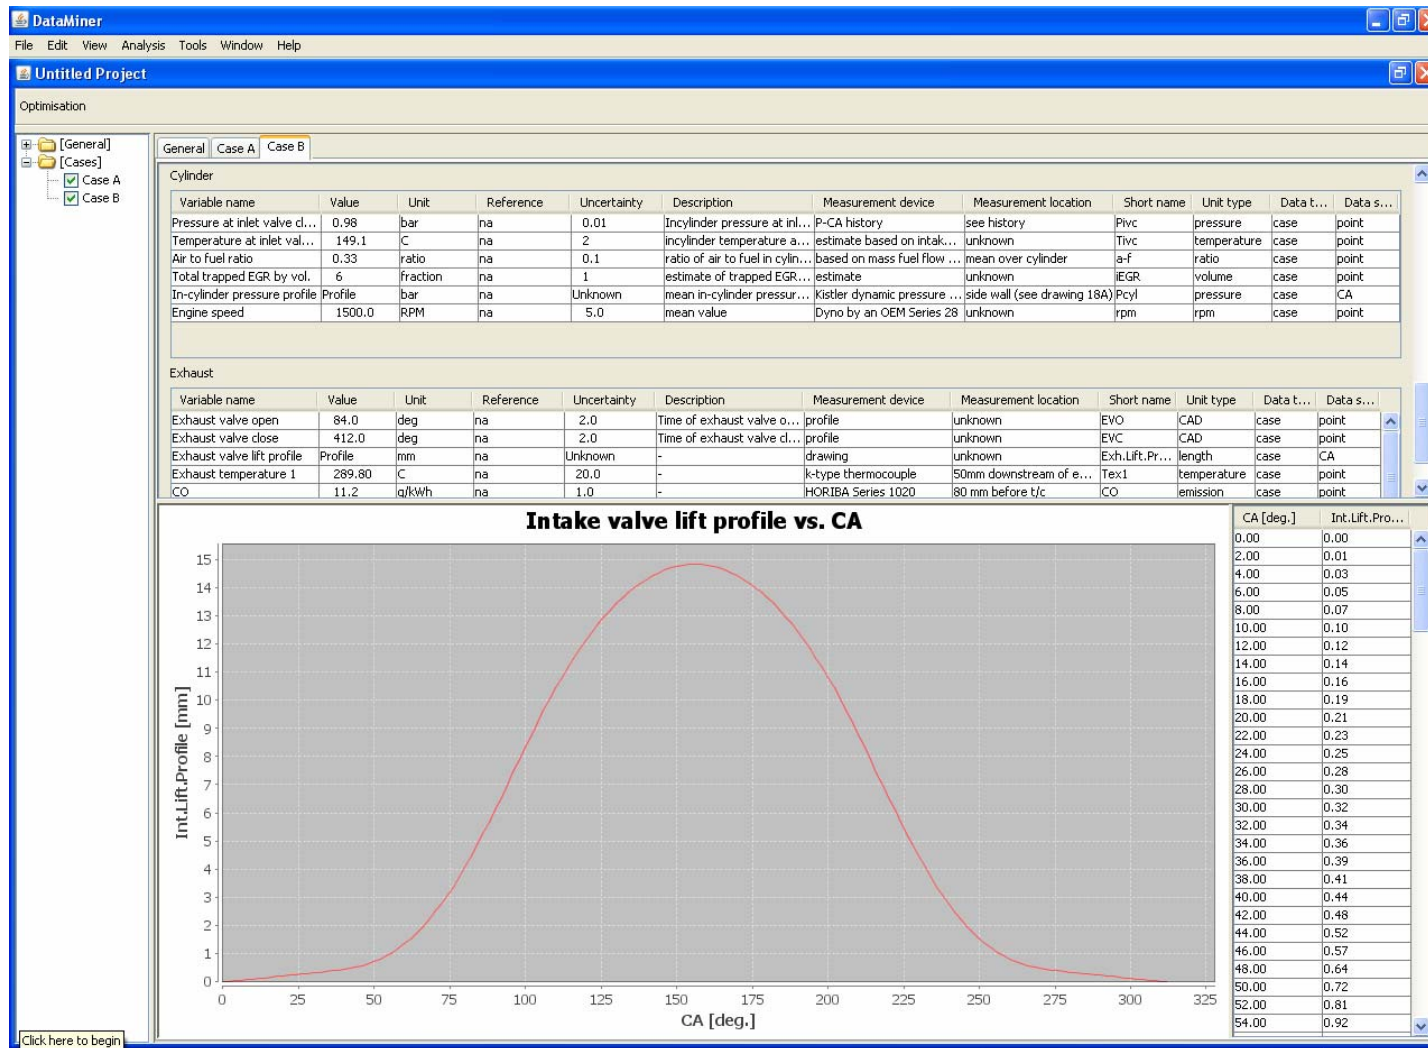 DataMiner
File Edit View Analysis Tools Window Help
Untitled Project
Optimisation
[General]
[Cases]
Case A
Case B
General Case A Case B
Cylinder
Variable name Value Unit Reference Uncertainty Description Measurement device Measurement location Short name Unit type Data t... Data s...
Pressure at inlet valve cl... 0.98 bar na 0.01 Incylinder pressure at inl... P-CA history see history Pivc pressure case point
Temperature at inlet val... 149.1 C na 2 incylinder temperature a... estimate based on intak... unknown Tivc temperature case point
Air to fuel ratio 0.33 ratio na 0.1 ratio of air to fuel in cylin... based on mass fuel flow ... mean over cylinder a-f ratio case point
Total trapped EGR by vol. 6 fraction na 1 estimate of trapped EGR... estimate unknown iEGR volume case point
In-cylinder pressure profile Profile bar na Unknown mean in-cylinder pressur... Kistler dynamic pressure ... side wall (see drawing 18A) Pcyl pressure case CA
Engine speed 1500.0 RPM na 5.0 mean value Dyno by an OEM Series 28 unknown rpm rpm case point
Exhaust
Variable name Value Unit Reference Uncertainty Description Measurement device Measurement location Short name Unit type Data t... Data s...
Exhaust valve open 84.0 deg na 2.0 Time of exhaust valve o... profile unknown EVO CAD case point
Exhaust valve close 412.0 deg na 2.0 Time of exhaust valve cl... profile unknown EVC CAD case point
Exhaust valve lift profile Profile mm na Unknown - drawing unknown Exh.Lift.Pr... length case CA
Exhaust temperature 1 289.80 C na 20.0 - k-type thermocouple 50mm downstream of e... Tex1 temperature case point
CO 11.2 g/kWh na 1.0 - HORIBA Series 1020 80 mm before t/c CO emission case point
Intake valve lift profile vs. CA
Int.Lift.Profile [mm]
15
14
13
12
11
10
9
8
7
6
5
4
3
2
1
0
0 25 50 75 100 125 150 175 200 225 250 275 300 325
CA [deg.]
CA [deg.] Int.Lift.Pro...
0.00 0.00
2.00 0.01
4.00 0.03
6.00 0.05
8.00 0.07
10.00 0.10
12.00 0.12
14.00 0.14
16.00 0.16
18.00 0.19
20.00 0.21
22.00 0.23
24.00 0.25
26.00 0.28
28.00 0.30
30.00 0.32
32.00 0.34
34.00 0.36
36.00 0.39
38.00 0.41
40.00 0.44
42.00 0.48
44.00 0.52
46.00 0.57
48.00 0.64
50.00 0.72
52.00 0.81
54.00 0.92
Click here to begin